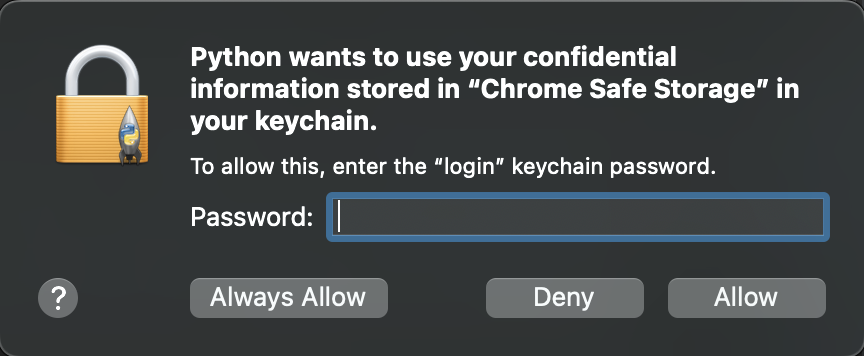 Python wants to use your confidential
information stored in “Chrome Safe Storage” in
your keychain.
To allow this, enter the “login” keychain password.
Password:
?
Always Allow
Deny
Allow